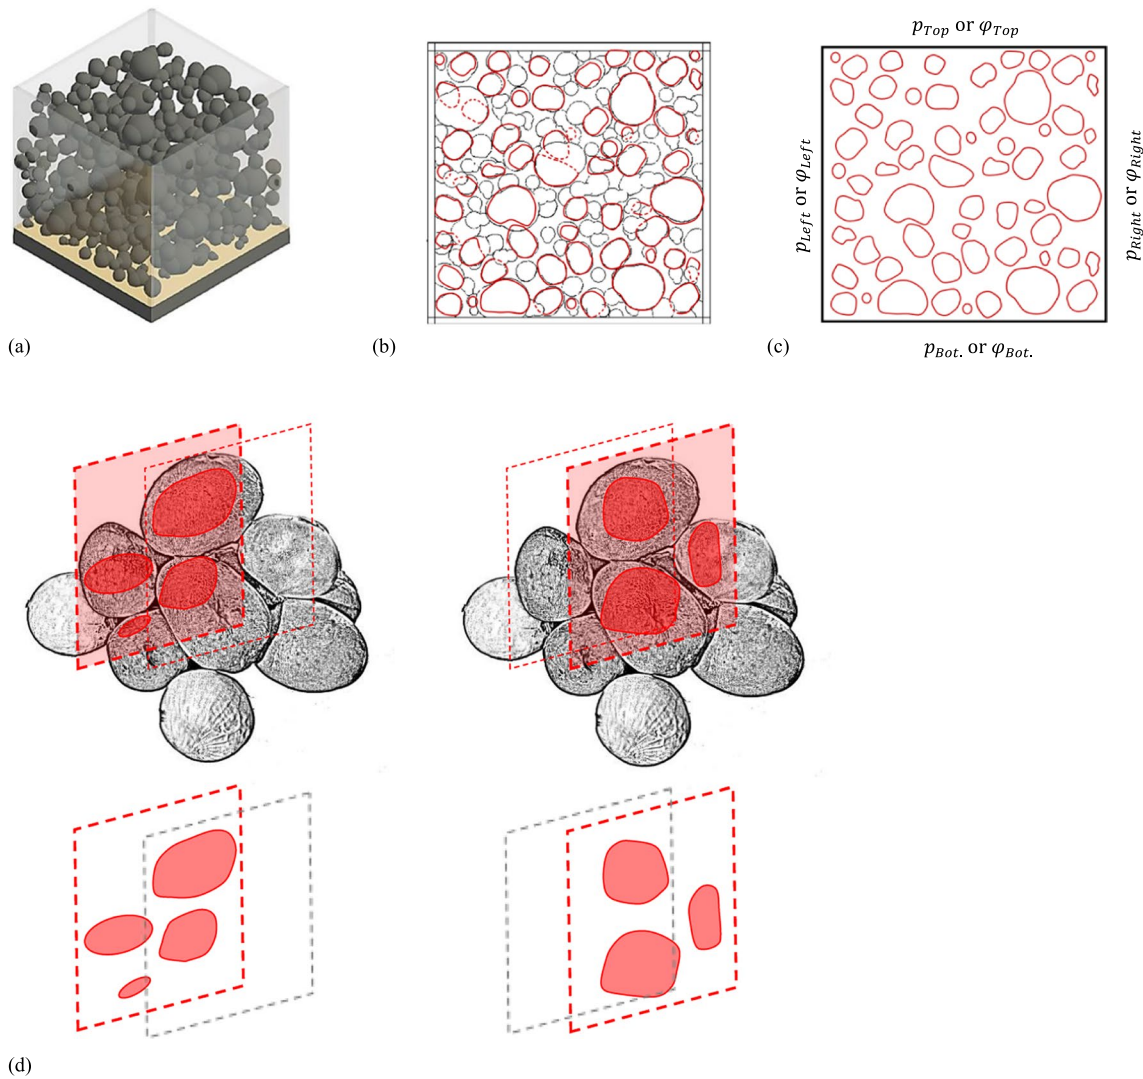 p_Top or φ_Top
p_Left or φ_Left
p_Right or φ_Right
(a)
(b)
(c)
p_Bot. or φ_Bot.
(d)